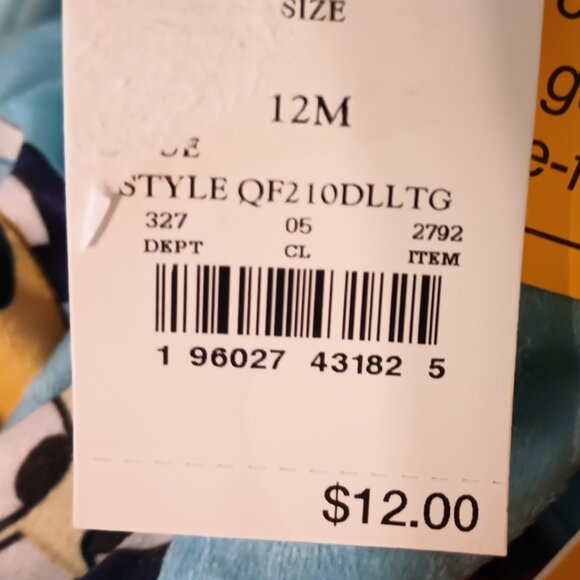 SIZE
12M
STYLE QF210DLLTG
327 05 2792
DEPT CL ITEM
1 96027 43182 5
$12.00